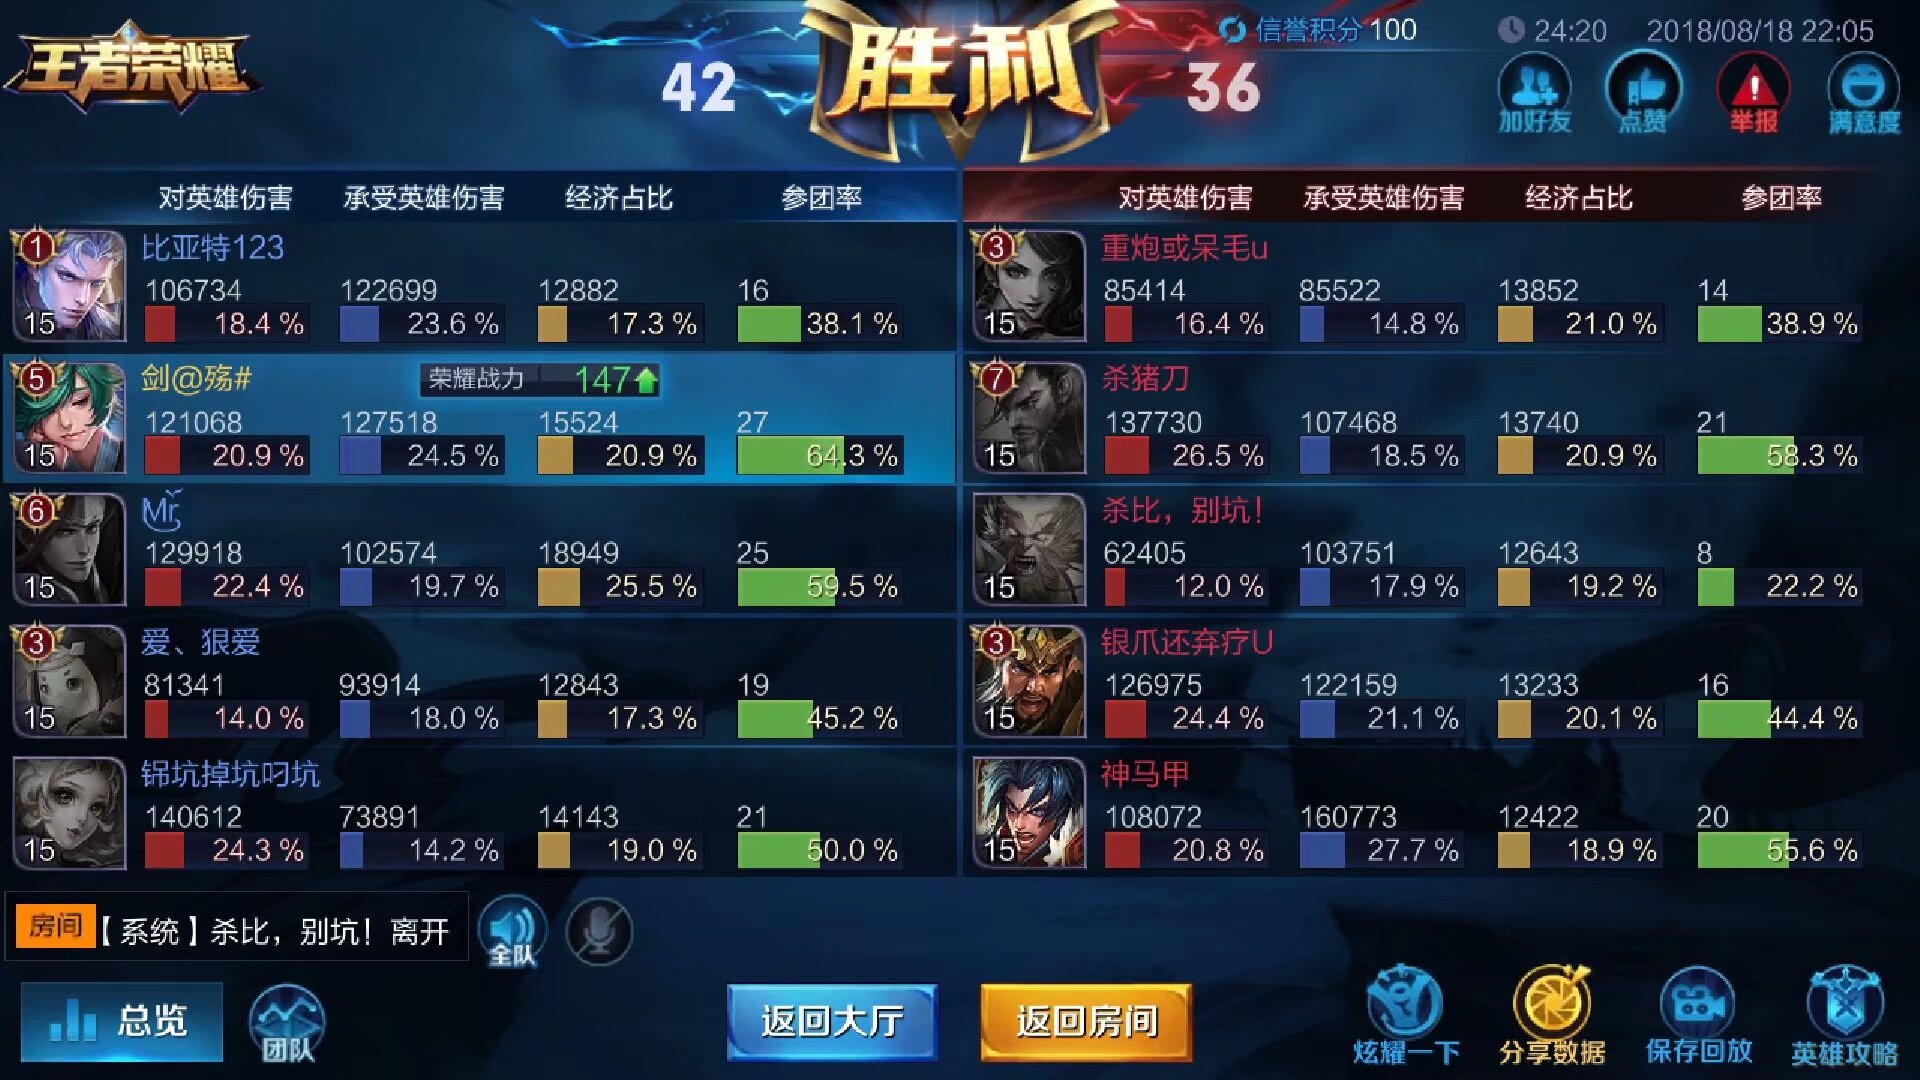 王者荣耀
42
胜利
36
信誉积分 100
24:20
2018/08/18 22:05
加好友
点赞
举报
满意度
对英雄伤害 承受英雄伤害 经济占比 参团率
1
15
比亚特123
106734 122699 12882 16
18.4 % 23.6 % 17.3 % 38.1 %
5
15
剑@殇#
荣耀战力 147
121068 127518 15524 27
20.9 % 24.5 % 20.9 % 64.3 %
6
15
Mr
129918 102574 18949 25
22.4 % 19.7 % 25.5 % 59.5 %
3
15
爱、狠爱
81341 93914 12843 19
14.0 % 18.0 % 17.3 % 45.2 %
15
锅坑掉坑叼坑
140612 73891 14143 21
24.3 % 14.2 % 19.0 % 50.0 %
对英雄伤害 承受英雄伤害 经济占比 参团率
3
15
重炮或呆毛u
85414 85522 13852 14
16.4 % 14.8 % 21.0 % 38.9 %
7
15
杀猪刀
137730 107468 13740 21
26.5 % 18.5 % 20.9 % 58.3 %
15
杀比，别坑！
62405 103751 12643 8
12.0 % 17.9 % 19.2 % 22.2 %
3
15
银爪还弃疗U
126975 122159 13233 16
24.4 % 21.1 % 20.1 % 44.4 %
15
神马甲
108072 160773 12422 20
20.8 % 27.7 % 18.9 % 55.6 %
房间 【系统】杀比，别坑！离开
全队
总览
团队
返回大厅
返回房间
炫耀一下
分享数据
保存回放
英雄攻略